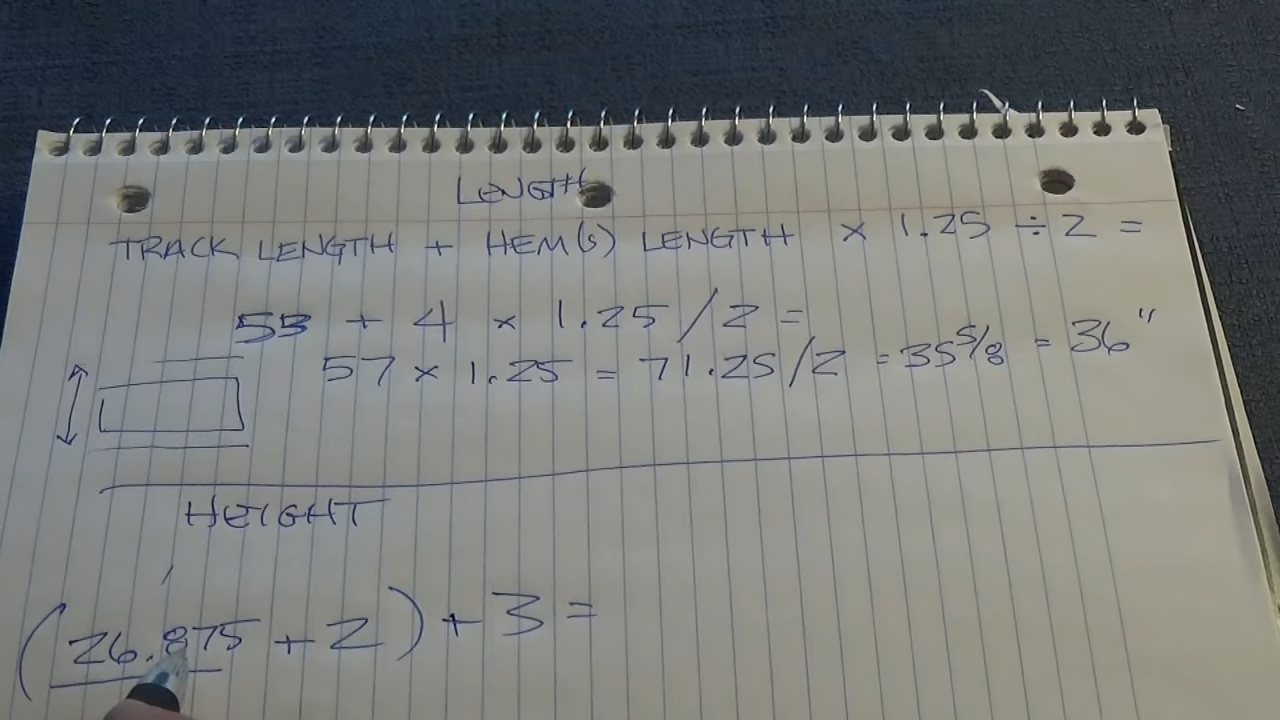 LENGTH
TRACK LENGTH + HEM(S) LENGTH × 1.25 ÷ 2 =
53 + 4 × 1.25 / 2 =
57 × 1.25 = 71.25 / 2 = 35 5/8 = 36"
HEIGHT
(26.875 + 2) + 3 =